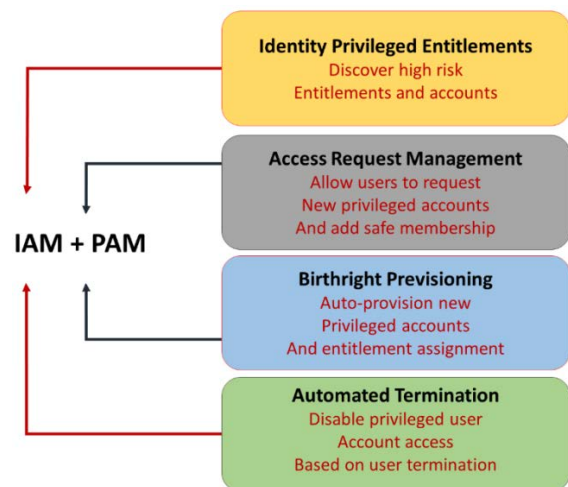 Identity Privileged Entitlements
Discover high risk
Entitlements and accounts
Access Request Management
Allow users to request
New privileged accounts
And add safe membership
IAM + PAM
Birthright Previsioning
Auto-provision new
Privileged accounts
And entitlement assignment
Automated Termination
Disable privileged user
Account access
Based on user termination